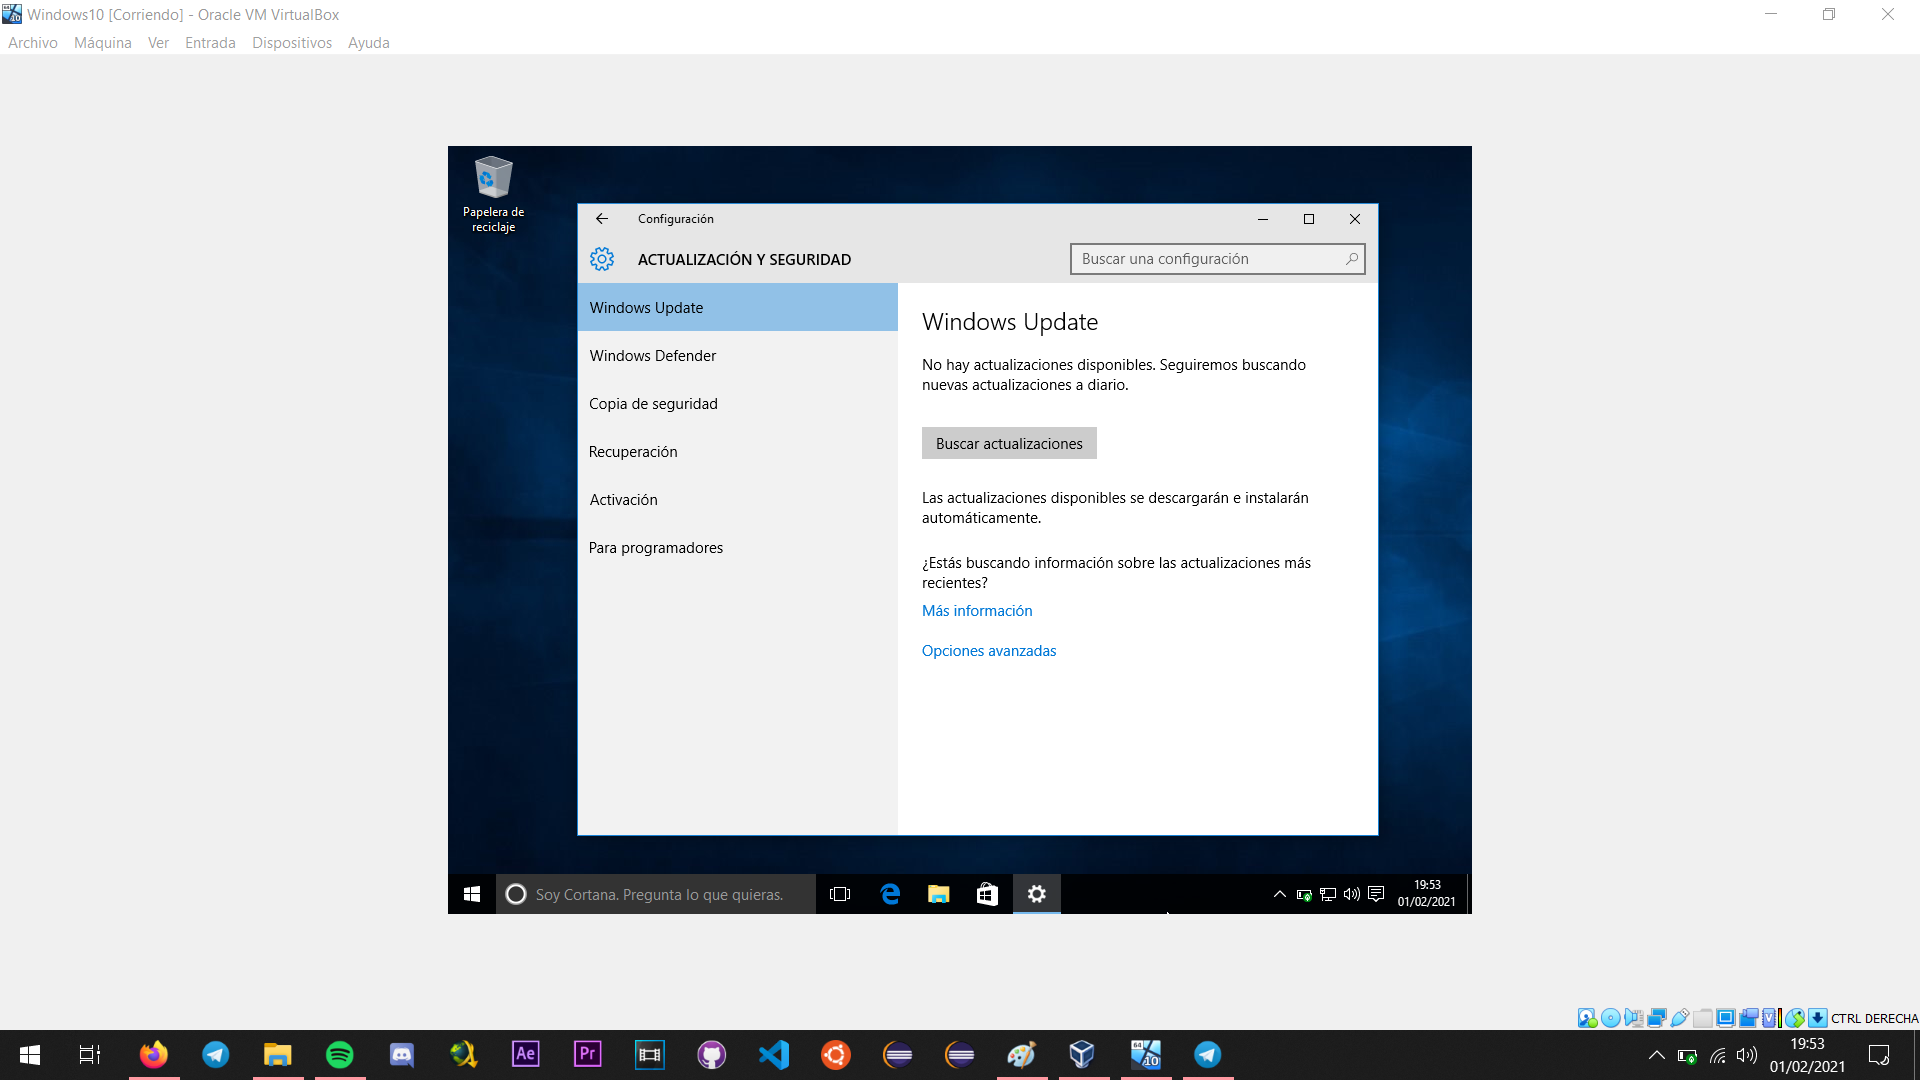 Windows10 [Corriendo] - Oracle VM VirtualBox
Archivo Máquina Ver Entrada Dispositivos Ayuda
Papelera de
reciclaje
Configuración
ACTUALIZACIÓN Y SEGURIDAD
Buscar una configuración
Windows Update
Windows Defender
Copia de seguridad
Recuperación
Activación
Para programadores
Windows Update
No hay actualizaciones disponibles. Seguiremos buscando
nuevas actualizaciones a diario.
Buscar actualizaciones
Las actualizaciones disponibles se descargarán e instalarán
automáticamente.
¿Estás buscando información sobre las actualizaciones más
recientes?
Más información
Opciones avanzadas
Soy Cortana. Pregunta lo que quieras.
19:53
01/02/2021
CTRL DERECHA
Ae
Pr
64
10
19:53
01/02/2021